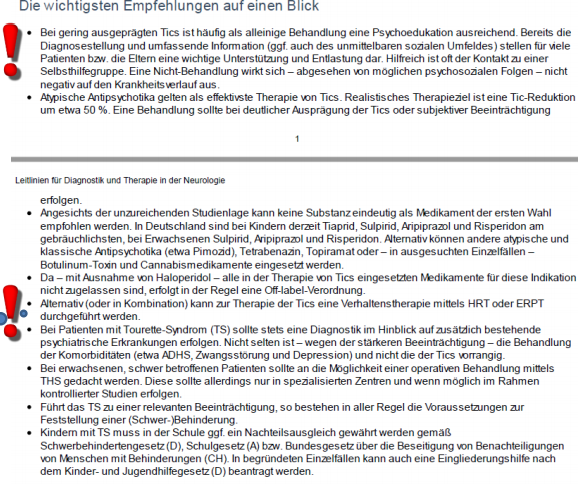 Die wichtigsten Empfehlungen auf einen Blick
• Bei gering ausgeprägten Tics ist häufig als alleinige Behandlung eine Psychoedukation ausreichend. Bereits die
Diagnosestellung und umfassende Information (ggf. auch des unmittelbaren sozialen Umfeldes) stellen für viele
Patienten bzw. die Eltern eine wichtige Unterstützung und Entlastung dar. Hilfreich ist oft der Kontakt zu einer
Selbsthilfegruppe. Eine Nicht-Behandlung wirkt sich – abgesehen von möglichen psychosozialen Folgen – nicht
negativ auf den Krankheitsverlauf aus.
• Atypische Antipsychotika gelten als effektivste Therapie von Tics. Realistisches Therapieziel ist eine Tic-Reduktion
um etwa 50 %. Eine Behandlung sollte bei deutlicher Ausprägung der Tics oder subjektiver Beeinträchtigung
1
Leitlinien für Diagnostik und Therapie in der Neurologie
erfolgen.
• Angesichts der unzureichenden Studienlage kann keine Substanz eindeutig als Medikament der ersten Wahl
empfohlen werden. In Deutschland sind bei Kindern derzeit Tiaprid, Sulpirid, Aripiprazol und Risperidon am
gebräuchlichsten, bei Erwachsenen Sulpirid, Aripiprazol und Risperidon. Alternativ können andere atypische und
klassische Antipsychotika (etwa Pimozid), Tetrabenazin, Topiramat oder – in ausgesuchten Einzelfällen –
Botulinum-Toxin und Cannabismedikamente eingesetzt werden.
• Da – mit Ausnahme von Haloperidol – alle in der Therapie von Tics eingesetzten Medikamente für diese Indikation
nicht zugelassen sind, erfolgt in der Regel eine Off-label-Verordnung.
• Alternativ (oder in Kombination) kann zur Therapie der Tics eine Verhaltenstherapie mittels HRT oder ERPT
durchgeführt werden.
• Bei Patienten mit Tourette-Syndrom (TS) sollte stets eine Diagnostik im Hinblick auf zusätzlich bestehende
psychiatrische Erkrankungen erfolgen. Nicht selten ist – wegen der stärkeren Beeinträchtigung – die Behandlung
der Komorbiditäten (etwa ADHS, Zwangsstörung und Depression) und nicht die der Tics vorrangig.
• Bei erwachsenen, schwer betroffenen Patienten sollte an die Möglichkeit einer operativen Behandlung mittels
THS gedacht werden. Diese sollte allerdings nur in spezialisierten Zentren und wenn möglich im Rahmen
kontrollierter Studien erfolgen.
• Führt das TS zu einer relevanten Beeinträchtigung, so bestehen in aller Regel die Voraussetzungen zur
Feststellung einer (Schwer-)Behinderung.
• Kindern mit TS muss in der Schule ggf. ein Nachteilsausgleich gewährt werden gemäß
Schwerbehindertengesetz (D), Schulgesetz (A) bzw. Bundesgesetz über die Beseitigung von Benachteiligungen
von Menschen mit Behinderungen (CH). In begründeten Einzelfällen kann auch eine Eingliederungshilfe nach
dem Kinder- und Jugendhilfegesetz (D) beantragt werden.